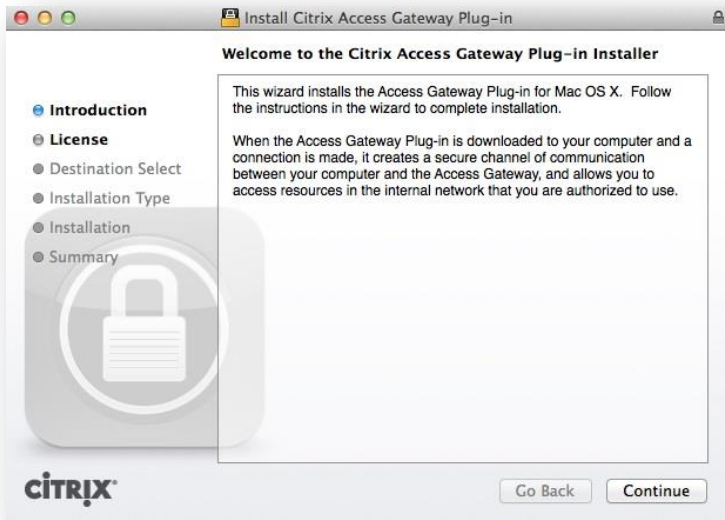 Install Citrix Access Gateway Plug-in
Welcome to the Citrix Access Gateway Plug-in Installer
Introduction
License
Destination Select
Installation Type
Installation
Summary
This wizard installs the Access Gateway Plug-in for Mac OS X. Follow
the instructions in the wizard to complete installation.
When the Access Gateway Plug-in is downloaded to your computer and a
connection is made, it creates a secure channel of communication
between your computer and the Access Gateway, and allows you to
access resources in the internal network that you are authorized to use.
CİTRỊX®
Go Back
Continue